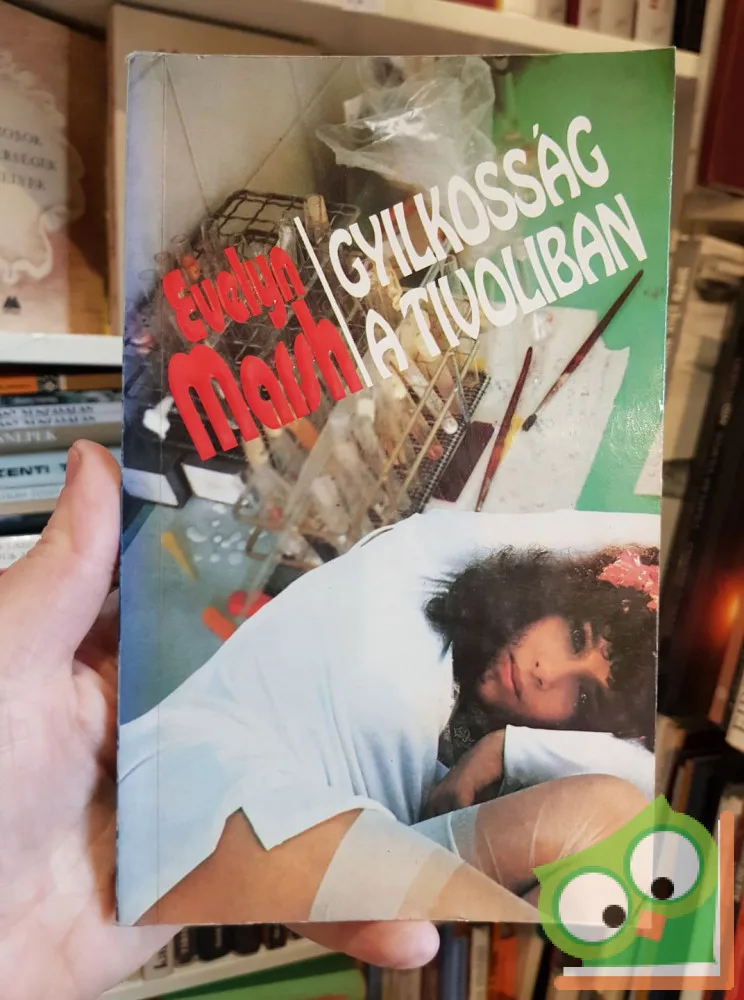 Evelyn
Marsh
GYILKOSSÁG
A TIVOLIBAN